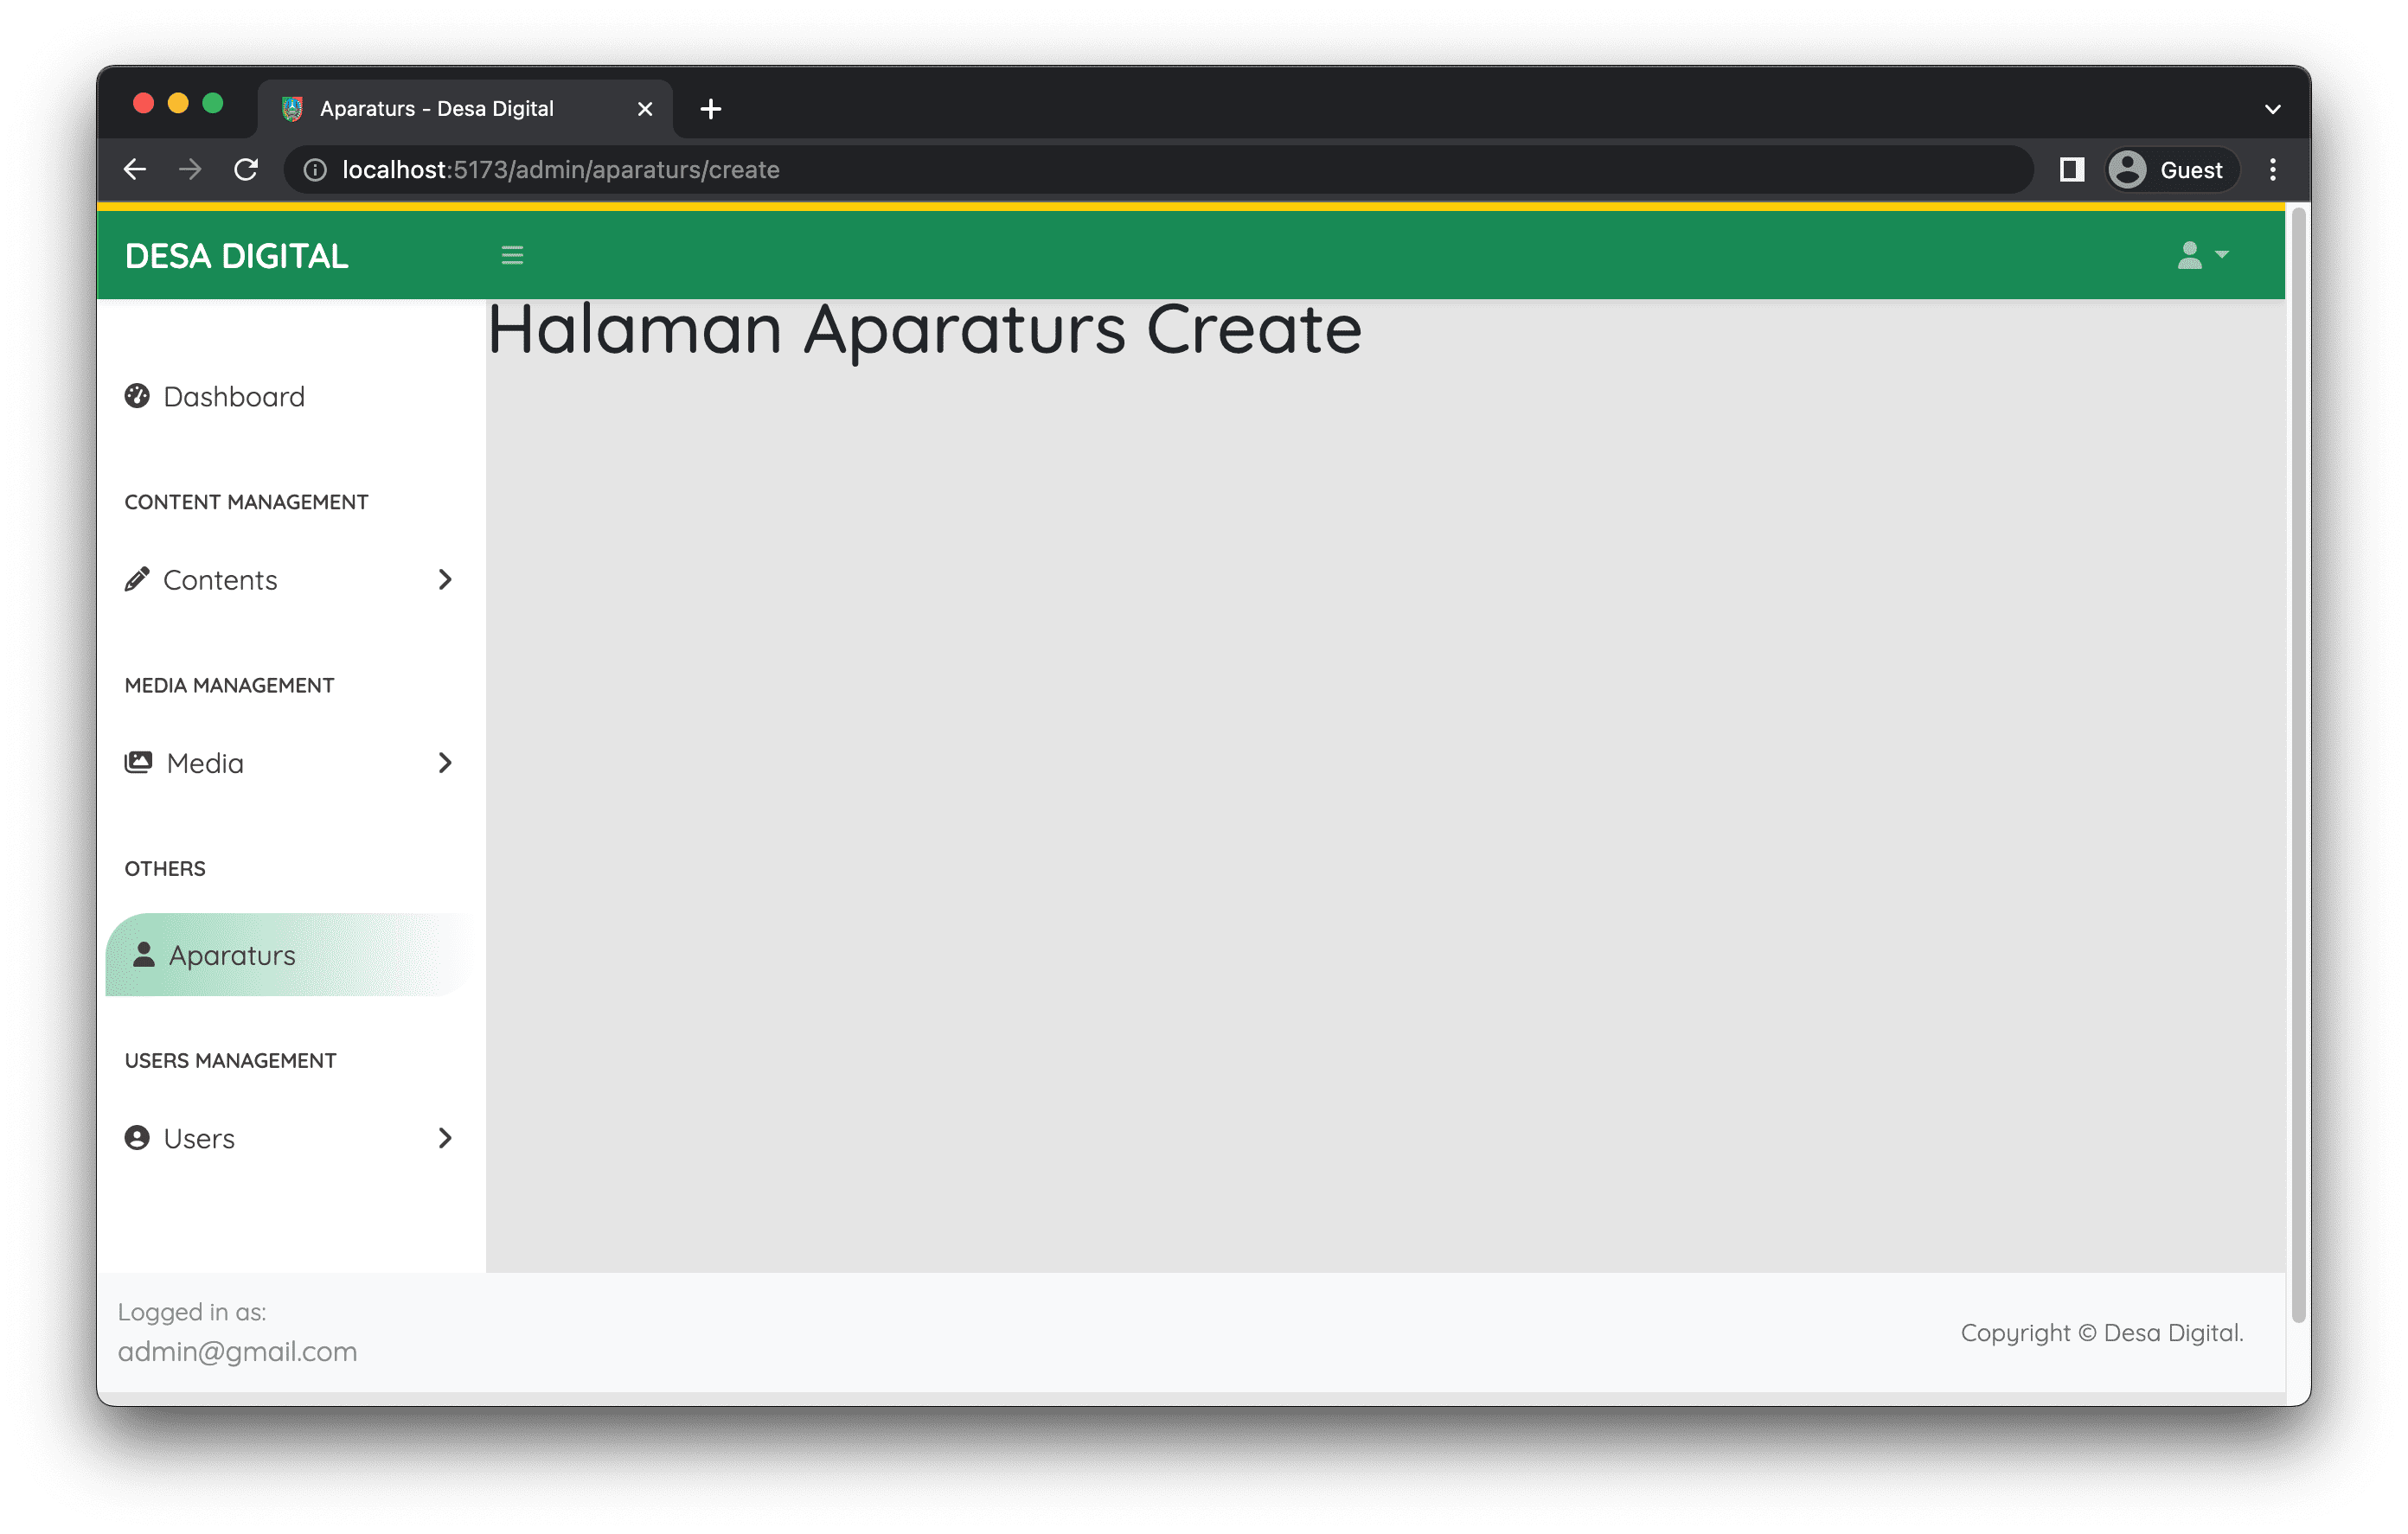 Aparaturs - Desa Digital
localhost:5173/admin/aparaturs/create
Guest
DESA DIGITAL
Halaman Aparaturs Create
Dashboard
CONTENT MANAGEMENT
Contents
MEDIA MANAGEMENT
Media
OTHERS
Aparaturs
USERS MANAGEMENT
Users
Logged in as:
admin@gmail.com
Copyright © Desa Digital.